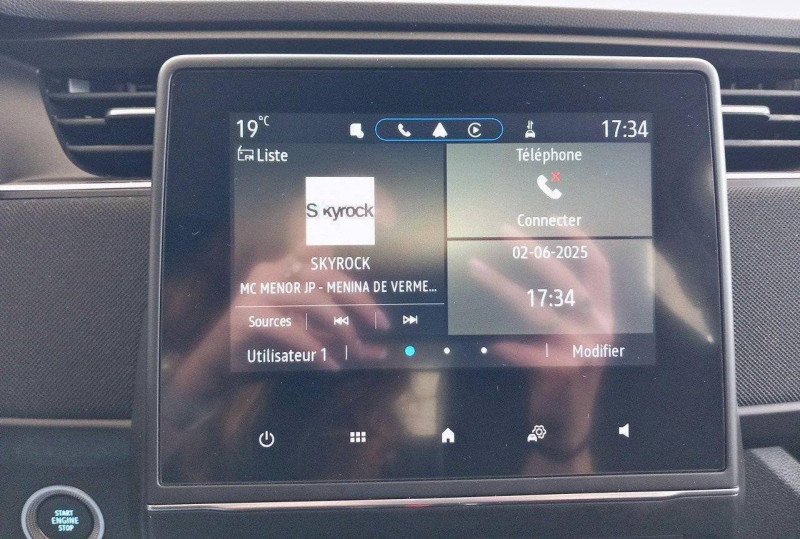 19°C
17:34
FM Liste
Téléphone
Skyrock
Connecter
SKYROCK
02-06-2025
MC MENOR JP - MENINA DE VERME...
17:34
Sources
Utilisateur 1
Modifier
START
ENGINE
STOP